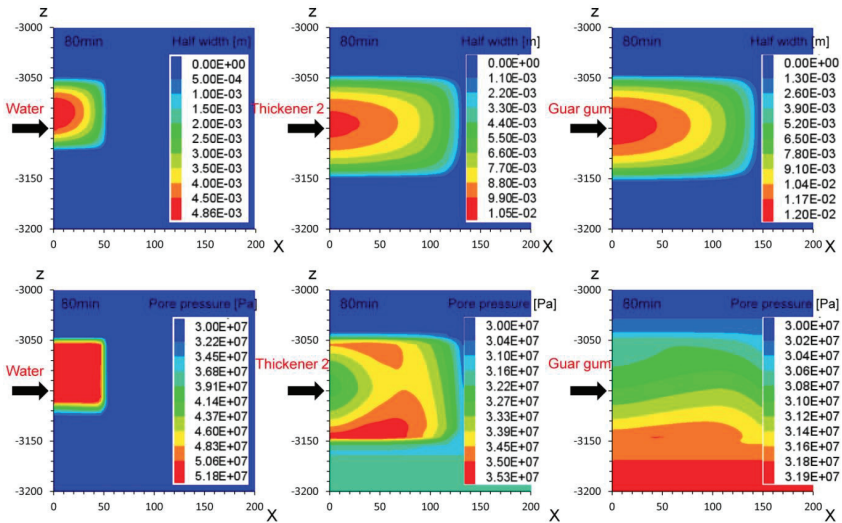 z
-3000
-3050
-3100
-3150
-3200
0 50 100 150 200
X
80min
Half width [m]
Water
0.00E+00
5.00E-04
1.00E-03
1.50E-03
2.00E-03
2.50E-03
3.00E-03
3.50E-03
4.00E-03
4.50E-03
4.86E-03
z
-3000
-3050
-3100
-3150
-3200
0 50 100 150 200
X
80min
Half width [m]
Thickener 2
0.00E+00
1.10E-03
2.20E-03
3.30E-03
4.40E-03
5.50E-03
6.60E-03
7.70E-03
8.80E-03
9.90E-03
1.05E-02
z
-3000
-3050
-3100
-3150
-3200
0 50 100 150 200
X
80min
Half width [m]
Guar gum
0.00E+00
1.30E-03
2.60E-03
3.90E-03
5.20E-03
6.50E-03
7.80E-03
9.10E-03
1.04E-02
1.17E-02
1.20E-02
z
-3000
-3050
-3100
-3150
-3200
0 50 100 150 200
X
80min
Pore pressure [Pa]
Water
3.00E+07
3.22E+07
3.45E+07
3.68E+07
3.91E+07
4.14E+07
4.37E+07
4.60E+07
4.83E+07
5.06E+07
5.18E+07
z
-3000
-3050
-3100
-3150
-3200
0 50 100 150 200
X
80min
Pore pressure [Pa]
Thickener 2
3.00E+07
3.04E+07
3.10E+07
3.16E+07
3.22E+07
3.27E+07
3.33E+07
3.39E+07
3.45E+07
3.50E+07
3.53E+07
z
-3000
-3050
-3100
-3150
-3200
0 50 100 150 200
X
80min
Pore pressure [Pa]
Guar gum
3.00E+07
3.02E+07
3.04E+07
3.06E+07
3.08E+07
3.10E+07
3.12E+07
3.14E+07
3.16E+07
3.18E+07
3.19E+07